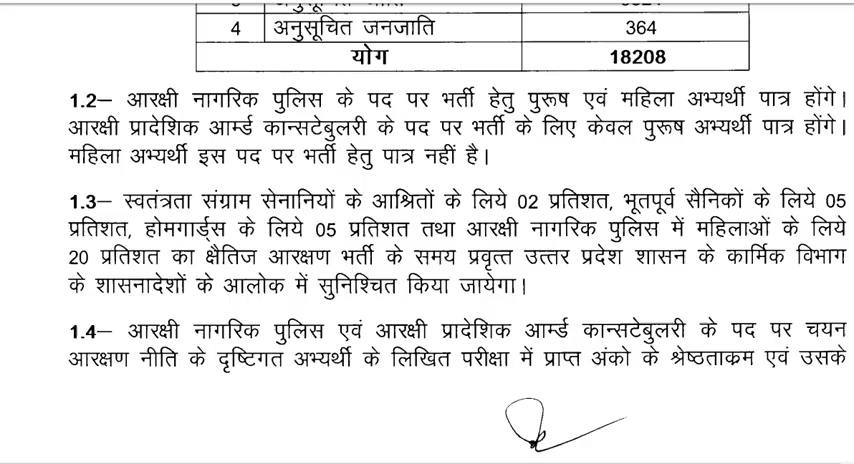 4 अनुसूचित जनजाति 364
योग 18208
1.2– आरक्षी नागरिक पुलिस के पद पर भर्ती हेतु पुरूष एवं महिला अभ्यर्थी पात्र होंगे।
आरक्षी प्रादेशिक आर्म्ड कान्सटेबुलरी के पद पर भर्ती के लिए केवल पुरूष अभ्यर्थी पात्र होंगे।
महिला अभ्यर्थी इस पद पर भर्ती हेतु पात्र नहीं है।
1.3– स्वतंत्रता संग्राम सेनानियों के आश्रितों के लिये 02 प्रतिशत, भूतपूर्व सैनिकों के लिये 05
प्रतिशत, होमगार्ड्स के लिये 05 प्रतिशत तथा आरक्षी नागरिक पुलिस में महिलाओं के लिये
20 प्रतिशत का क्षैतिज आरक्षण भर्ती के समय प्रवृत्त उत्तर प्रदेश शासन के कार्मिक विभाग
के शासनादेशों के आलोक में सुनिश्चित किया जायेगा।
1.4– आरक्षी नागरिक पुलिस एवं आरक्षी प्रादेशिक आर्म्ड कान्सटेबुलरी के पद पर चयन
आरक्षण नीति के दृष्टिगत अभ्यर्थी के लिखित परीक्षा में प्राप्त अंको के श्रेष्ठताक्रम एवं उसके